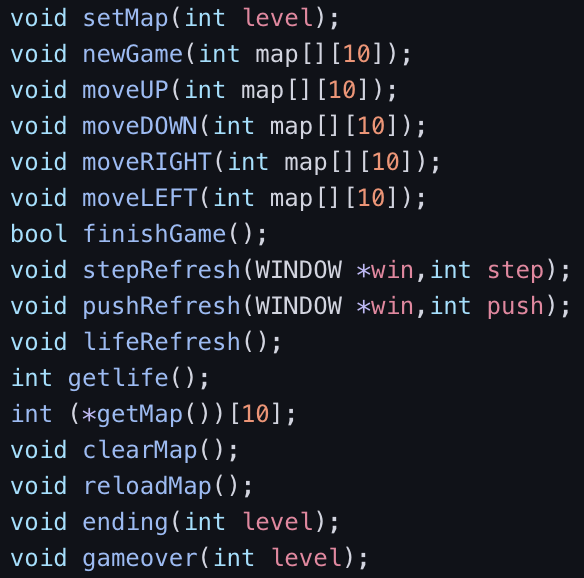 void setMap(int level);
void newGame(int map[][10]);
void moveUP(int map[][10]);
void moveDOWN(int map[][10]);
void moveRIGHT(int map[][10]);
void moveLEFT(int map[][10]);
bool finishGame();
void stepRefresh(WINDOW *win,int step);
void pushRefresh(WINDOW *win,int push);
void lifeRefresh();
int getlife();
int (*getMap())[10];
void clearMap();
void reloadMap();
void ending(int level);
void gameover(int level);